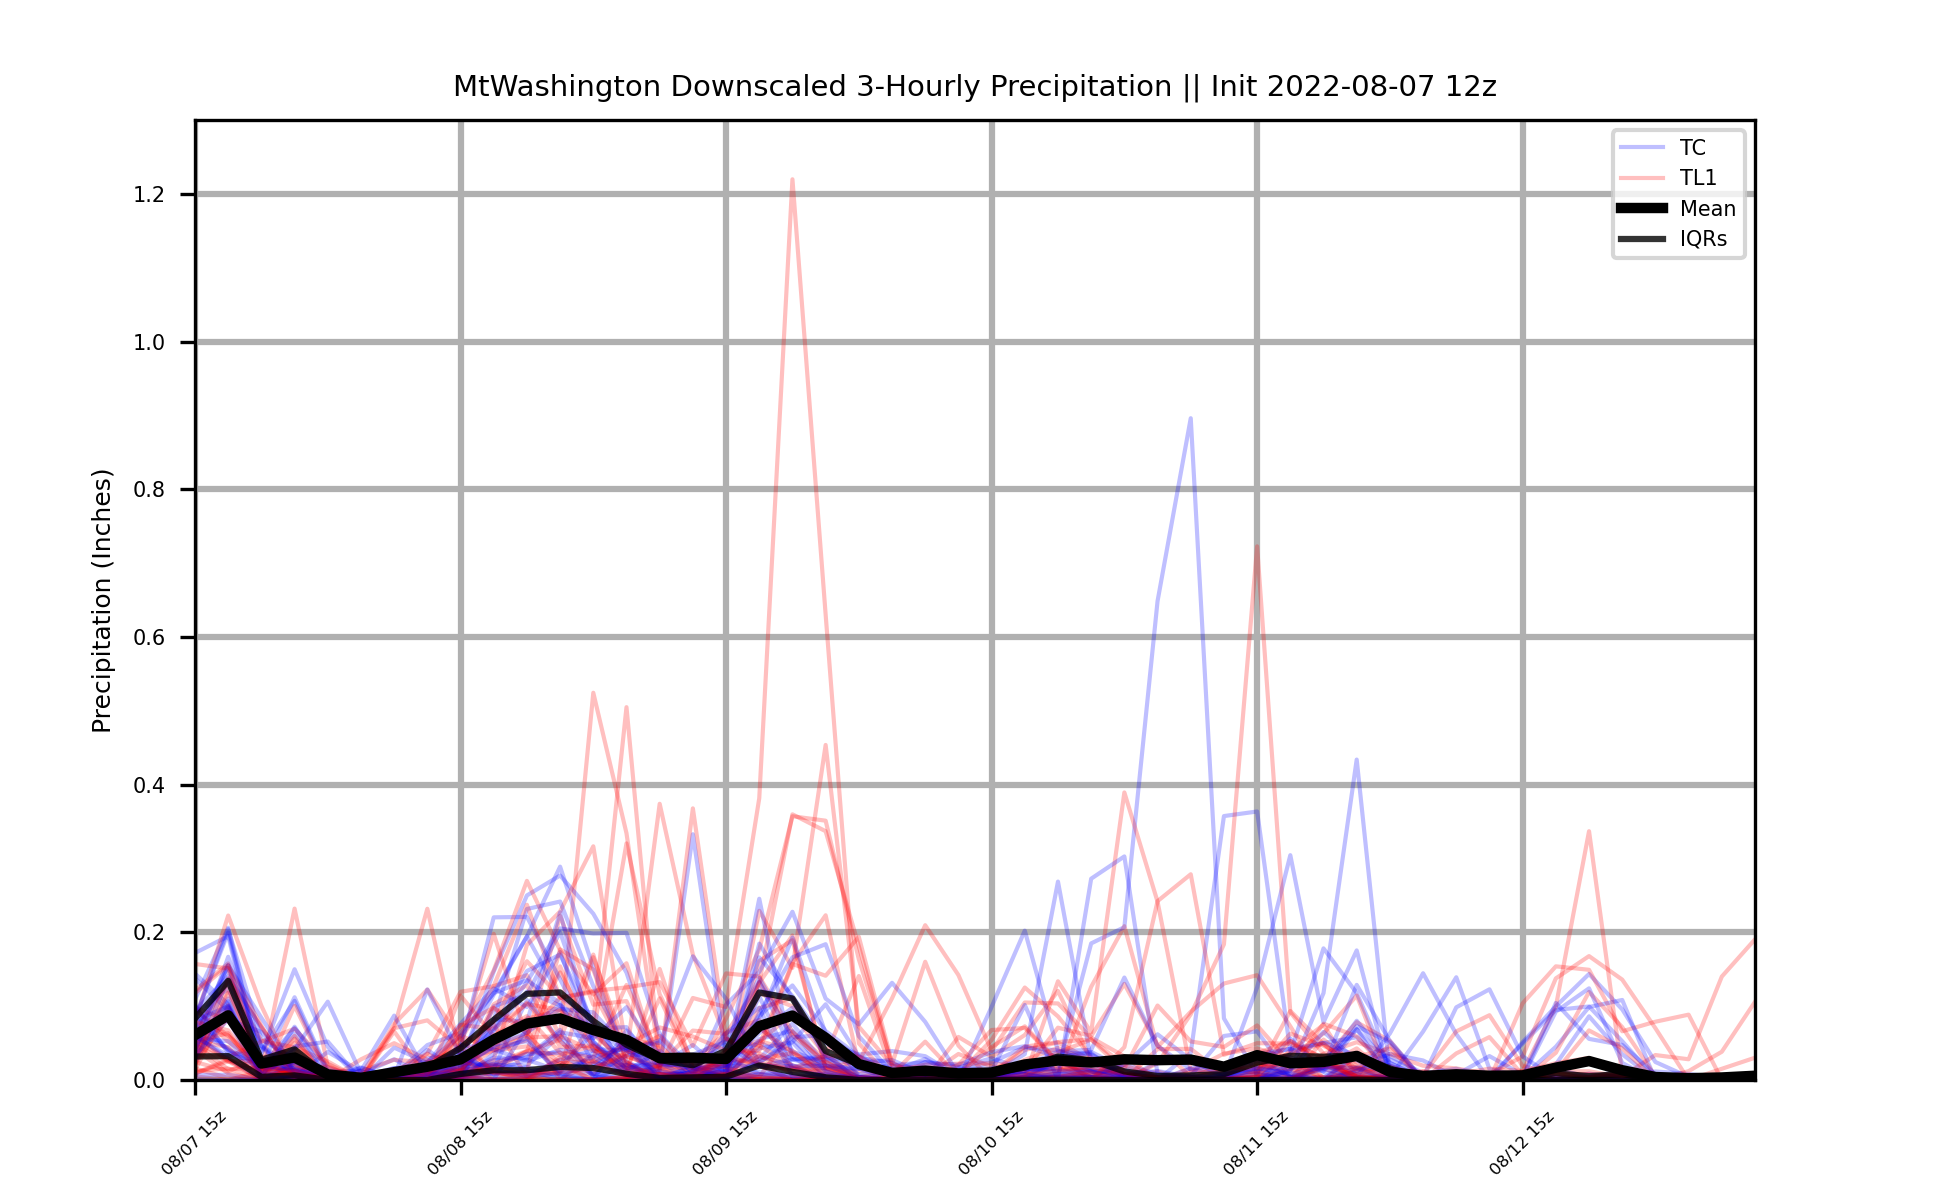 MtWashington Downscaled 3-Hourly Precipitation || Init 2022-08-07 12z
TC
TL1
Mean
IQRs
Precipitation (Inches)
1.2
1.0
0.8
0.6
0.4
0.2
0.0
08/07 15z
08/08 15z
08/09 15z
08/10 15z
08/11 15z
08/12 15z